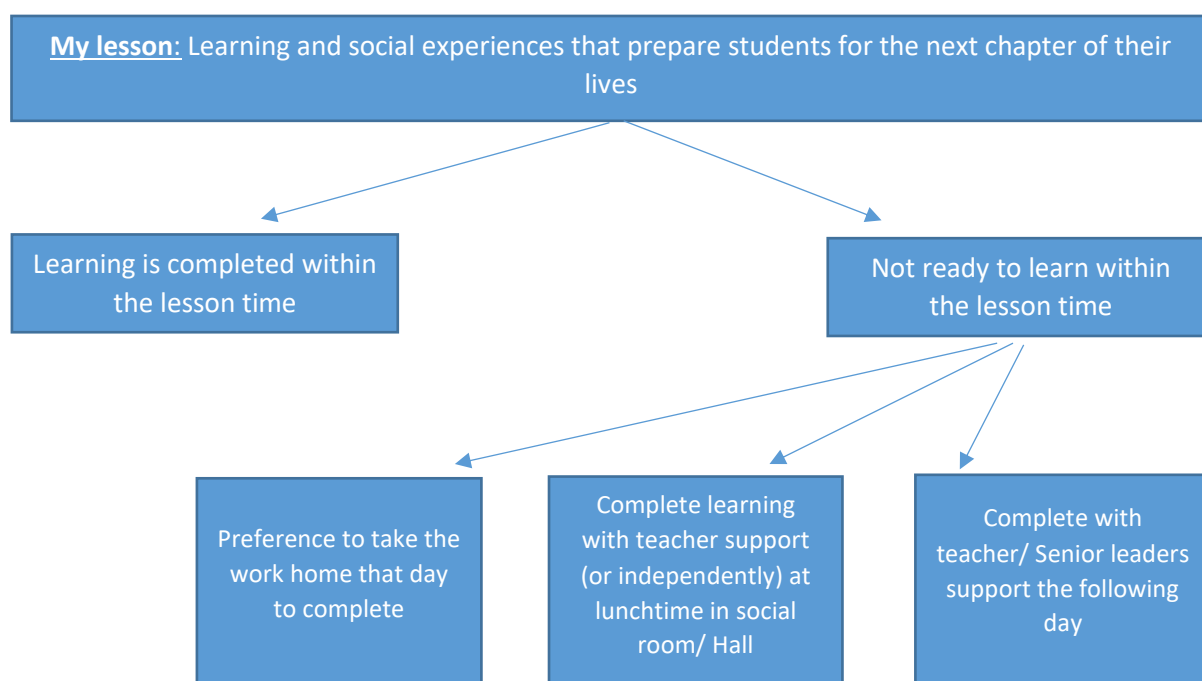 My lesson: Learning and social experiences that prepare students for the next chapter of their
lives
Learning is completed within
the lesson time
Not ready to learn within
the lesson time
Preference to take the
work home that day
to complete
Complete learning
with teacher support
(or independently) at
lunchtime in social
room/ Hall
Complete with
teacher/ Senior leaders
support the following
day